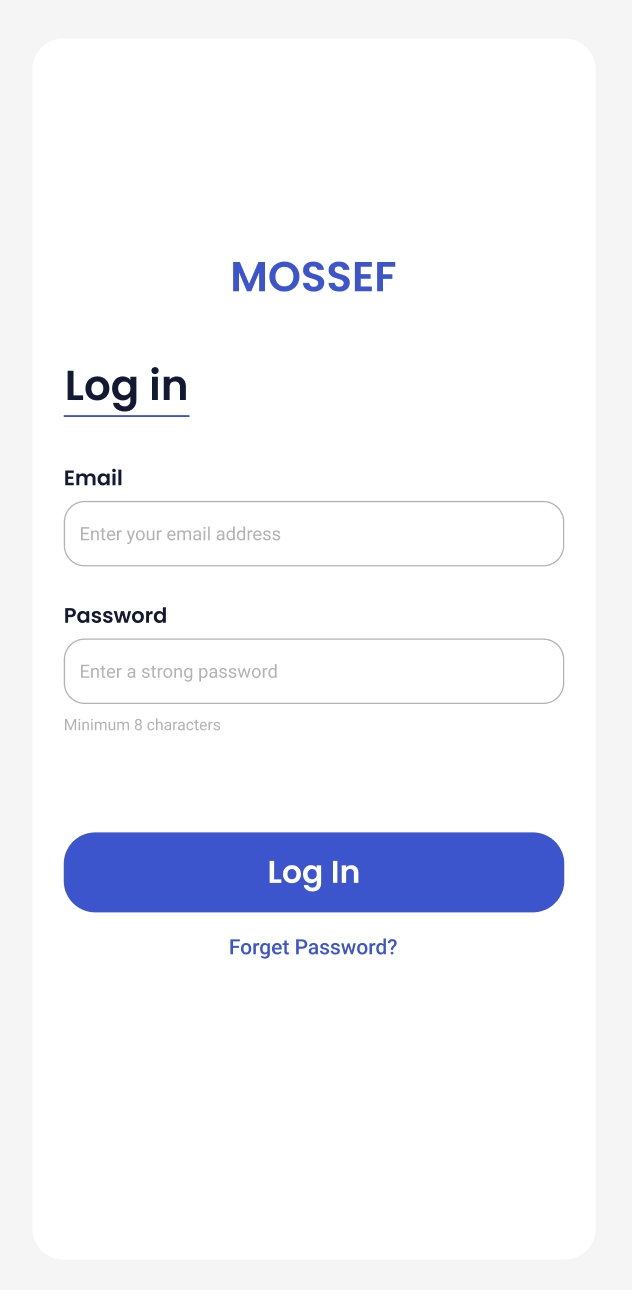 MOSSEF
Log in
Email
Enter your email address
Password
Enter a strong password
Minimum 8 characters
Log In
Forget Password?